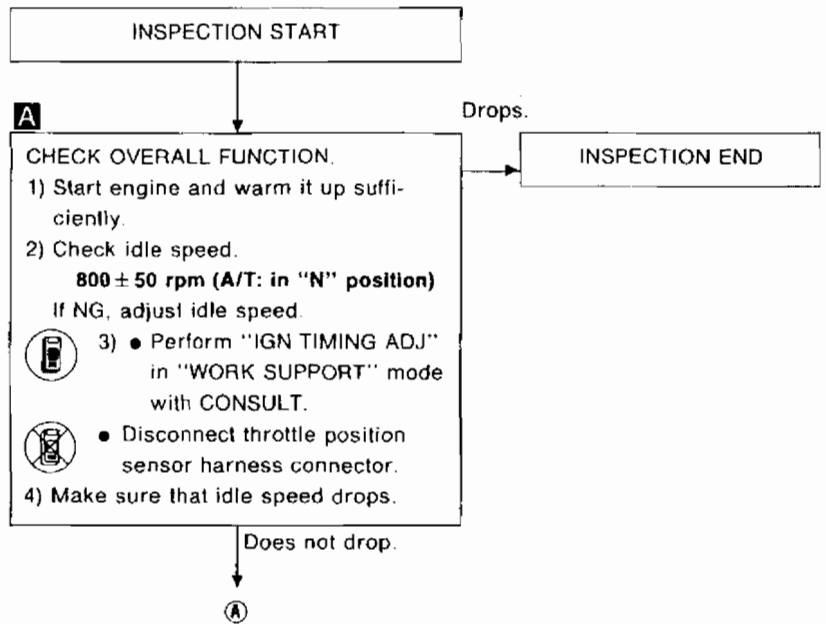 INSPECTION START
A
Drops.
CHECK OVERALL FUNCTION.
1) Start engine and warm it up suffi-
ciently.
2) Check idle speed.
800 ± 50 rpm (A/T: in "N" position)
If NG, adjust idle speed.
3) ● Perform "IGN TIMING ADJ"
in "WORK SUPPORT" mode
with CONSULT.
● Disconnect throttle position
sensor harness connector.
4) Make sure that idle speed drops.
INSPECTION END
Does not drop.
A